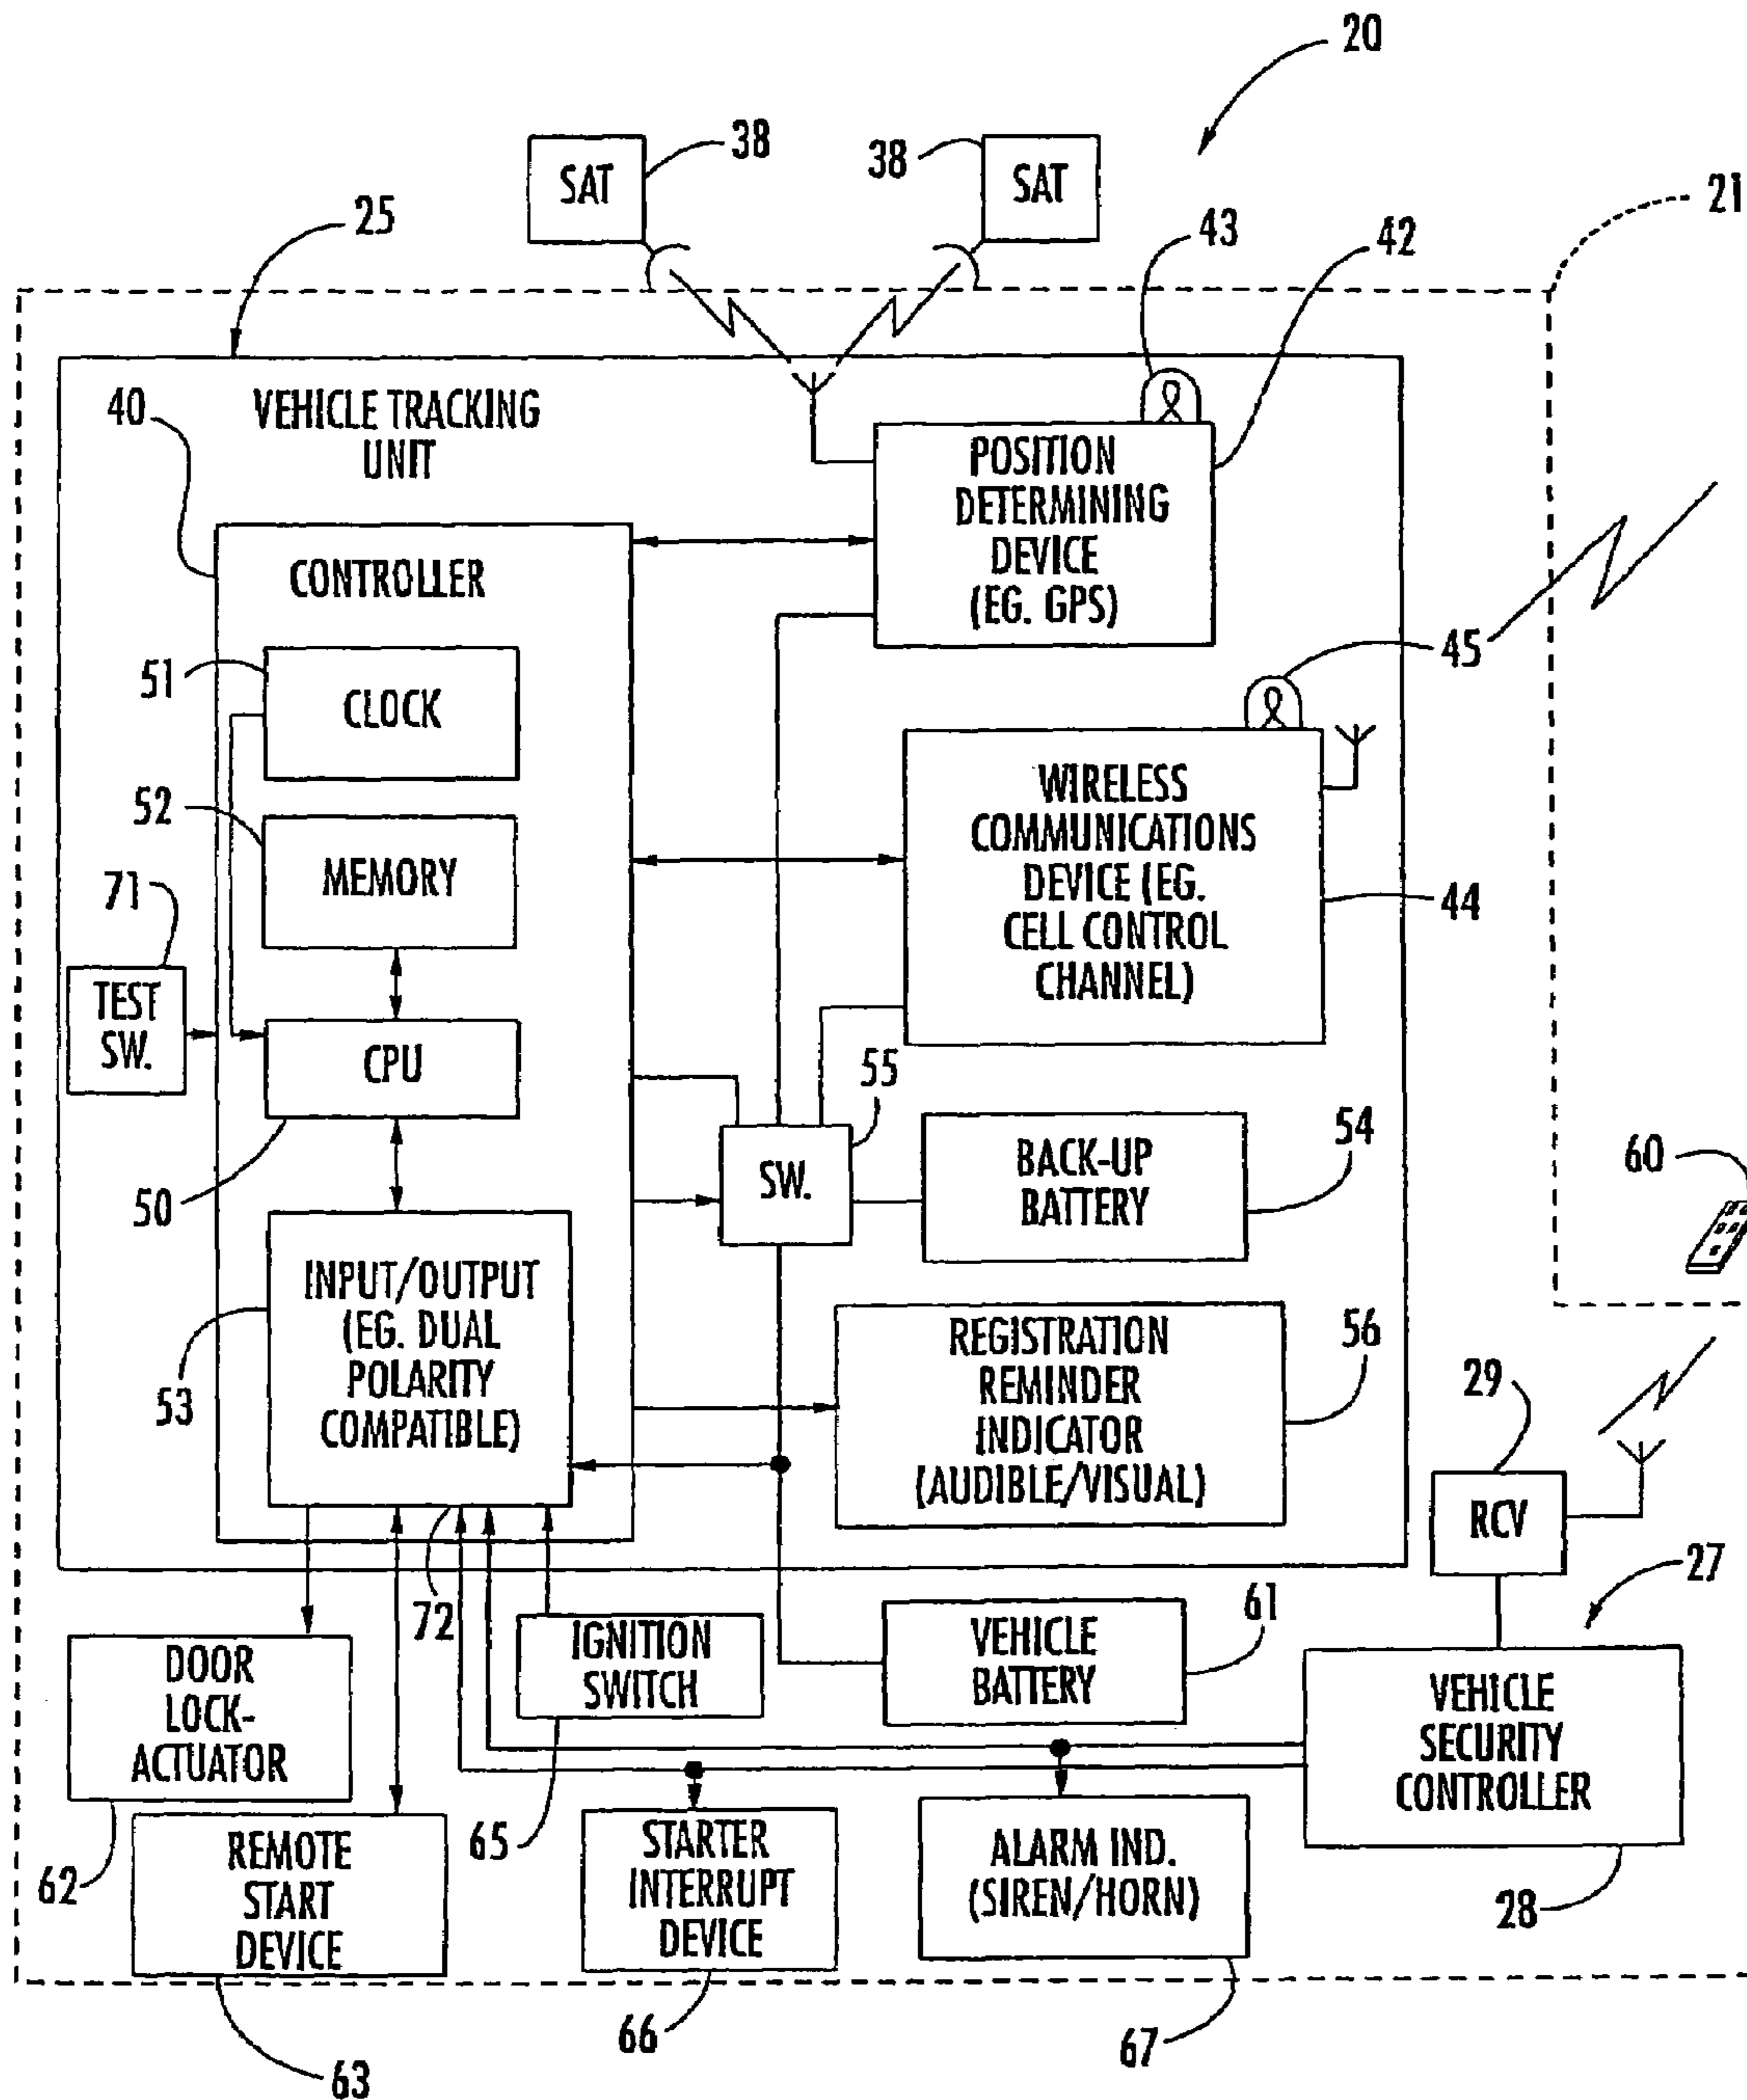 20
38
38
SAT
SAT
21
25
43
42
40
VEHICLE TRACKING
UNIT
POSITION
DETERMINING
DEVICE
(EG. GPS)
CONTROLLER
45
51
CLOCK
52
MEMORY
WIRELESS
COMMUNICATIONS
DEVICE (EG.
CELL CONTROL
CHANNEL)
44
71
TEST
SW.
CPU
50
55
SW.
BACK-UP
BATTERY
54
60
INPUT/OUTPUT
(EG. DUAL
POLARITY
COMPATIBLE)
53
REGISTRATION
REMINDER
INDICATOR
(AUDIBLE/VISUAL)
56
29
RCV
27
72
DOOR
LOCK-
ACTUATOR
62
IGNITION
SWITCH
65
VEHICLE
BATTERY
61
VEHICLE
SECURITY
CONTROLLER
28
REMOTE
START
DEVICE
63
STARTER
INTERRUPT
DEVICE
66
ALARM IND.
(SIREN/HORN)
67